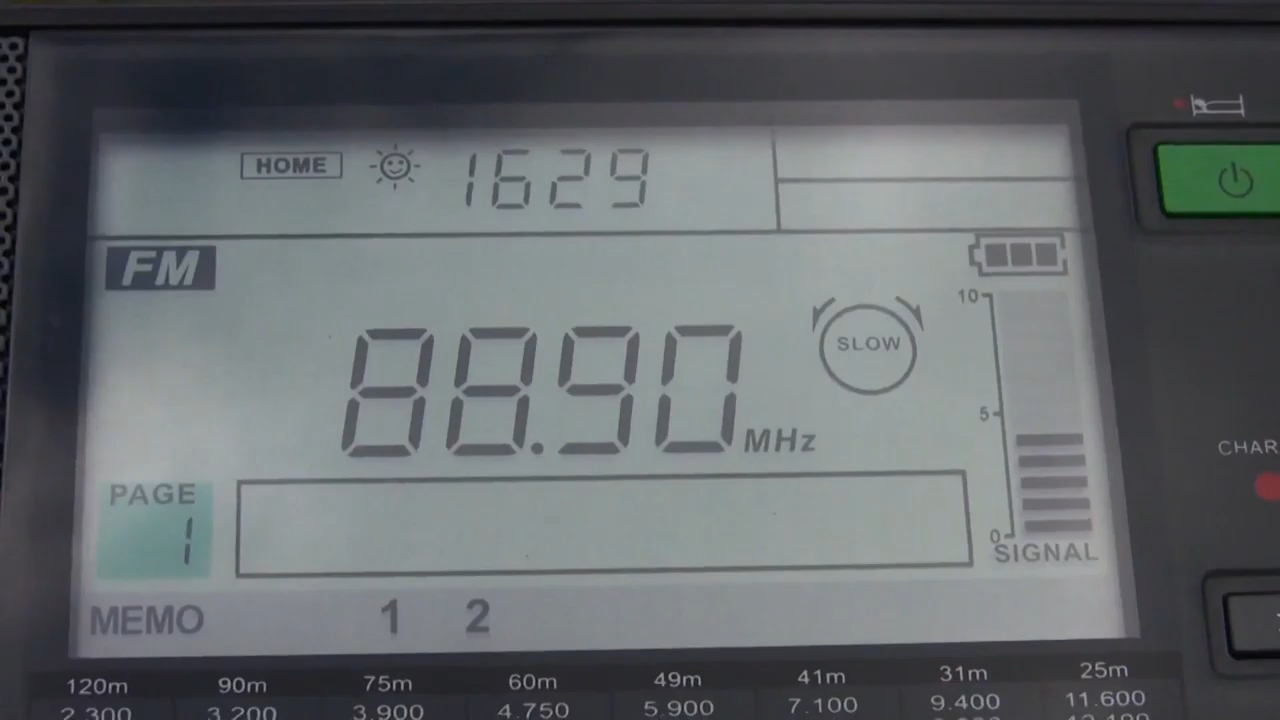 HOME 1629
FM
10
88.90 MHz
SLOW
5
CHAR
PAGE
1
0
SIGNAL
MEMO 1 2
120m 90m 75m 60m 49m 41m 31m 25m
2.300 3.200 3.900 4.750 5.900 7.100 9.400 11.600